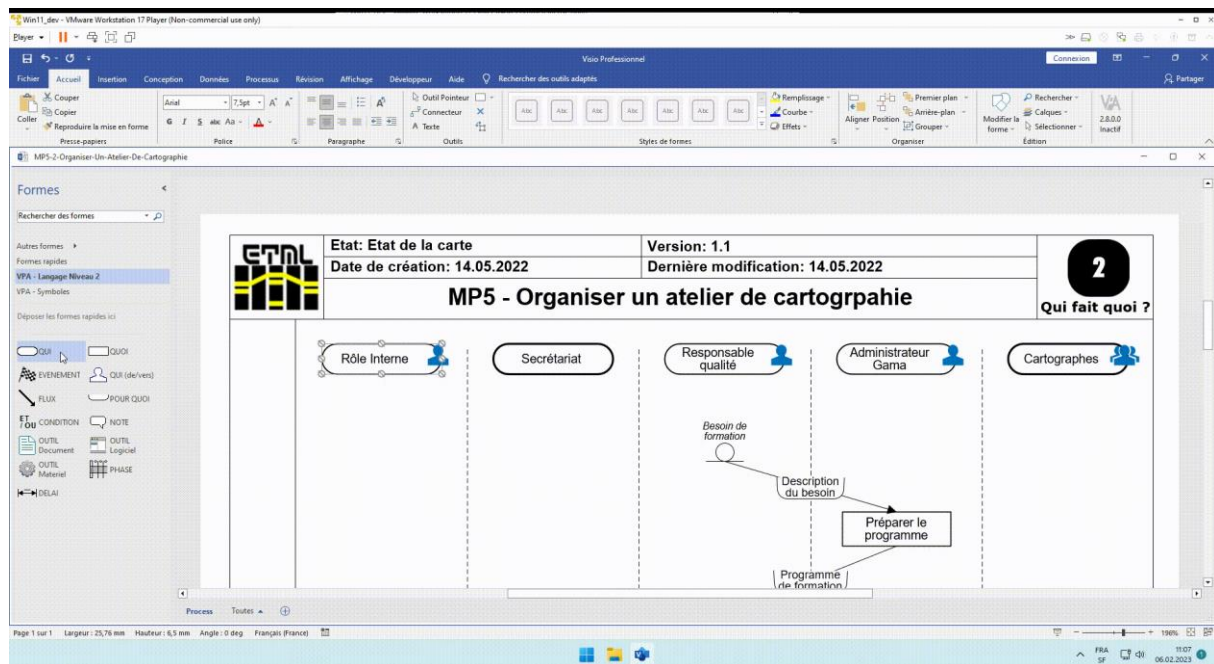 Win11_dev - VMware Workstation 17 Player (Non-commercial use only)
Player
Visio Professionnel
Connexion
Fichier Accueil Insertion Conception Données Processus Révision Affichage Développeur Aide Rechercher des outils adaptés
Partager
Coller
Couper
Copier
Reproduire la mise en forme
Presse-papiers
Arial 7,5pt
G I S abc Aa A
Police
Paragraphe
Outil Pointeur
Connecteur
A Texte
Outils
Abc Abc Abc Abc Abc Abc Abc
Styles de formes
Remplissage
Courbe
Effets
Aligner Position
Premier plan
Arrière-plan
Grouper
Organiser
Modifier la forme
Rechercher
Calques
Sélectionner
Édition
V/A
2.8.0.0
Inactif
MP5-2-Organiser-Un-Atelier-De-Cartographie
Formes
Rechercher des formes
Autres formes
Formes rapides
VPA - Langage Niveau 2
VPA - Symboles
Déposer les formes rapides ici
QUI QUOI
EVENEMENT QUI (de/vers)
FLUX POUR QUOI
ET / OU CONDITION NOTE
OUTIL Document OUTIL Logiciel
OUTIL Materiel PHASE
DELAI
ETML
Etat: Etat de la carte
Version: 1.1
Date de création: 14.05.2022
Dernière modification: 14.05.2022
MP5 - Organiser un atelier de cartogrpahie
2
Qui fait quoi ?
Rôle Interne
Secrétariat
Responsable
qualité
Administrateur
Gama
Cartographes
Besoin de
formation
Description
du besoin
Préparer le
programme
Programme
de formation
Process Toutes
Page 1 sur 1 Largeur : 25,76 mm Hauteur : 6,5 mm Angle : 0 deg Français (France)
196%
FRA
SF
11:07
06.02.2023